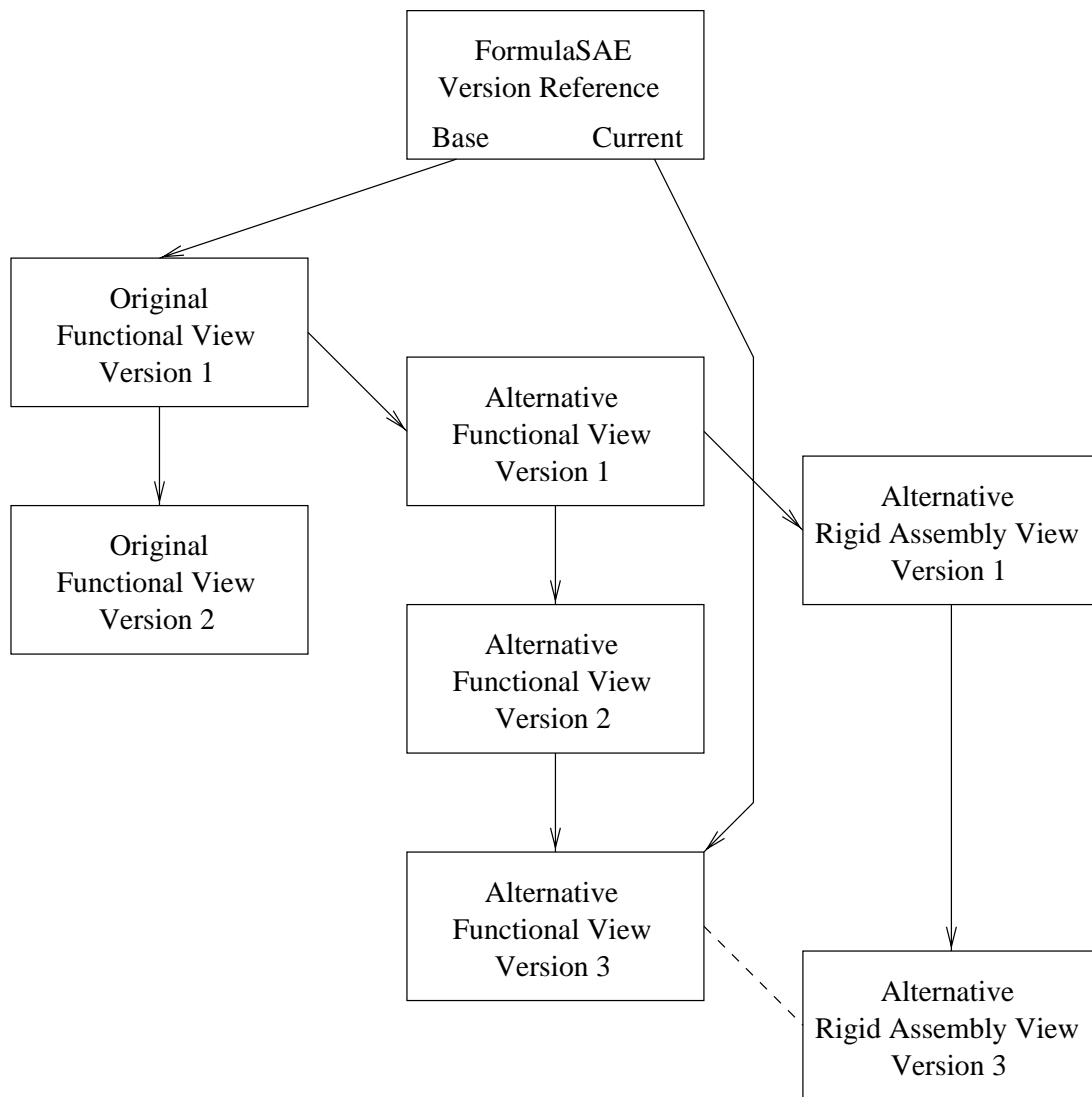 FormulaSAE
Version Reference
Base Current
Original
Functional View
Version 1
Alternative
Functional View
Version 1
Alternative
Rigid Assembly View
Version 1
Original
Functional View
Version 2
Alternative
Functional View
Version 2
Alternative
Functional View
Version 3
Alternative
Rigid Assembly View
Version 3